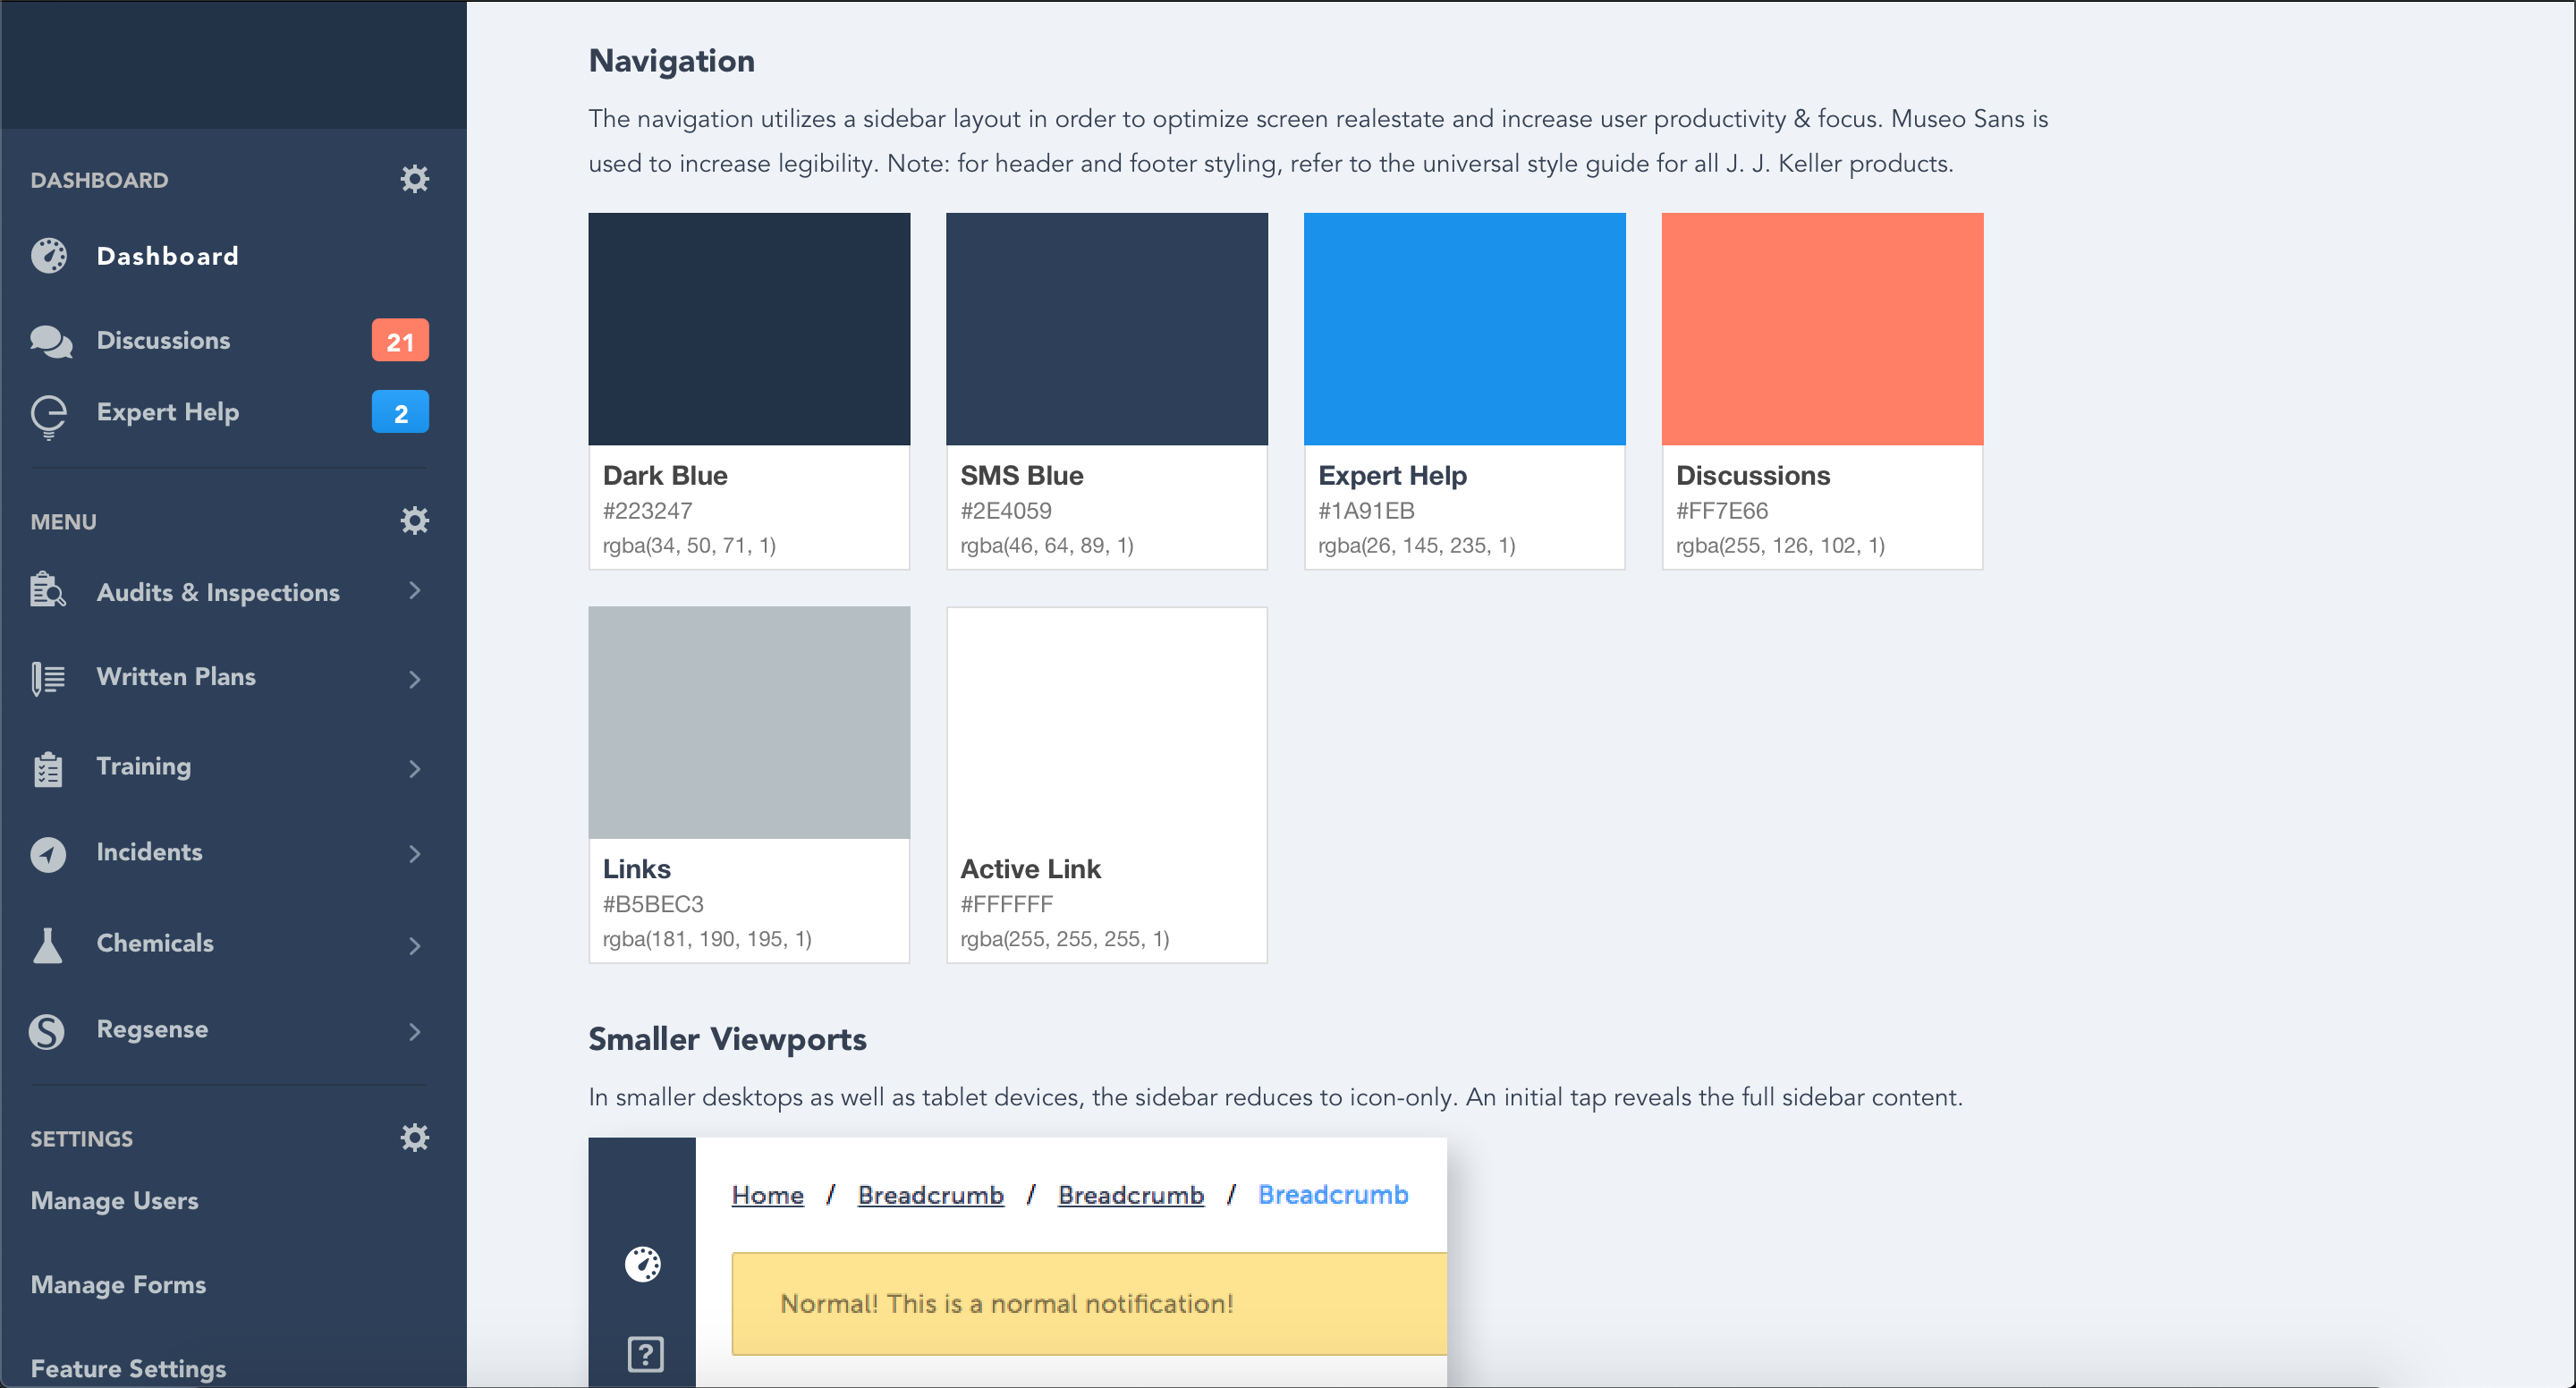 DASHBOARD
Dashboard
Discussions 21
Expert Help 2
MENU
Audits & Inspections
Written Plans
Training
Incidents
Chemicals
Regsense
SETTINGS
Manage Users
Manage Forms
Feature Settings
Navigation
The navigation utilizes a sidebar layout in order to optimize screen realestate and increase user productivity & focus. Museo Sans is
used to increase legibility. Note: for header and footer styling, refer to the universal style guide for all J. J. Keller products.
Dark Blue
#223247
rgba(34, 50, 71, 1)
SMS Blue
#2E4059
rgba(46, 64, 89, 1)
Expert Help
#1A91EB
rgba(26, 145, 235, 1)
Discussions
#FF7E66
rgba(255, 126, 102, 1)
Links
#B5BEC3
rgba(181, 190, 195, 1)
Active Link
#FFFFFF
rgba(255, 255, 255, 1)
Smaller Viewports
In smaller desktops as well as tablet devices, the sidebar reduces to icon-only. An initial tap reveals the full sidebar content.
Home / Breadcrumb / Breadcrumb / Breadcrumb
Normal! This is a normal notification!
?